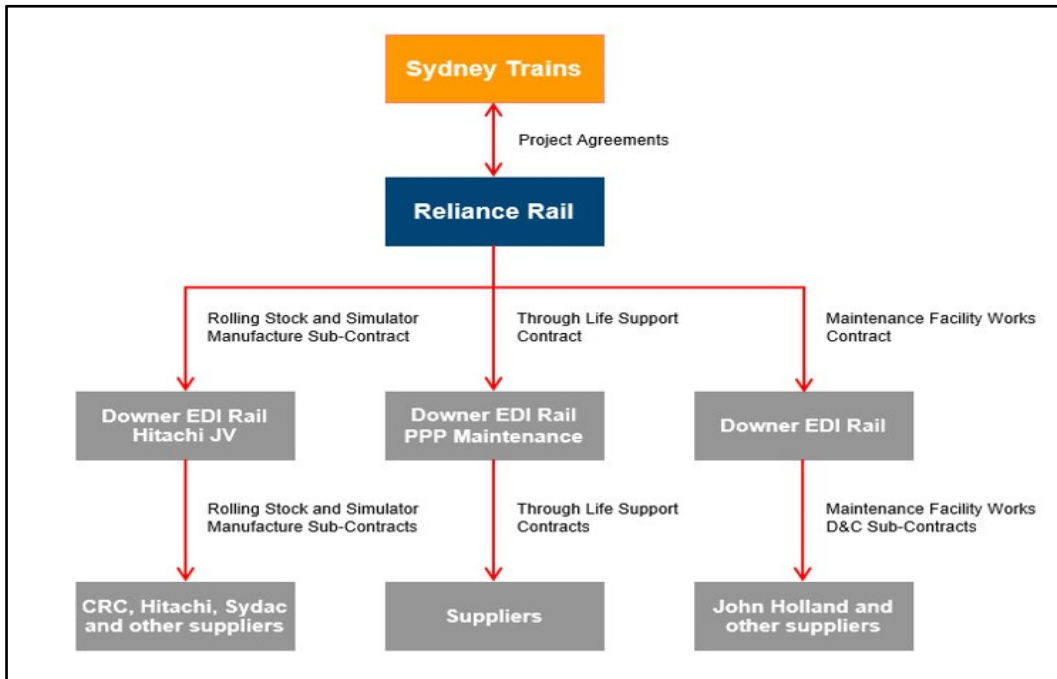 Sydney Trains
Project Agreements
Reliance Rail
Rolling Stock and Simulator
Manufacture Sub-Contract
Through Life Support
Contract
Maintenance Facility Works
Contract
Downer EDI Rail
Hitachi JV
Downer EDI Rail
PPP Maintenance
Downer EDI Rail
Rolling Stock and Simulator
Manufacture Sub-Contracts
Through Life Support
Contracts
Maintenance Facility Works
D&C Sub-Contracts
CRC, Hitachi, Sydac
and other suppliers
Suppliers
John Holland and
other suppliers